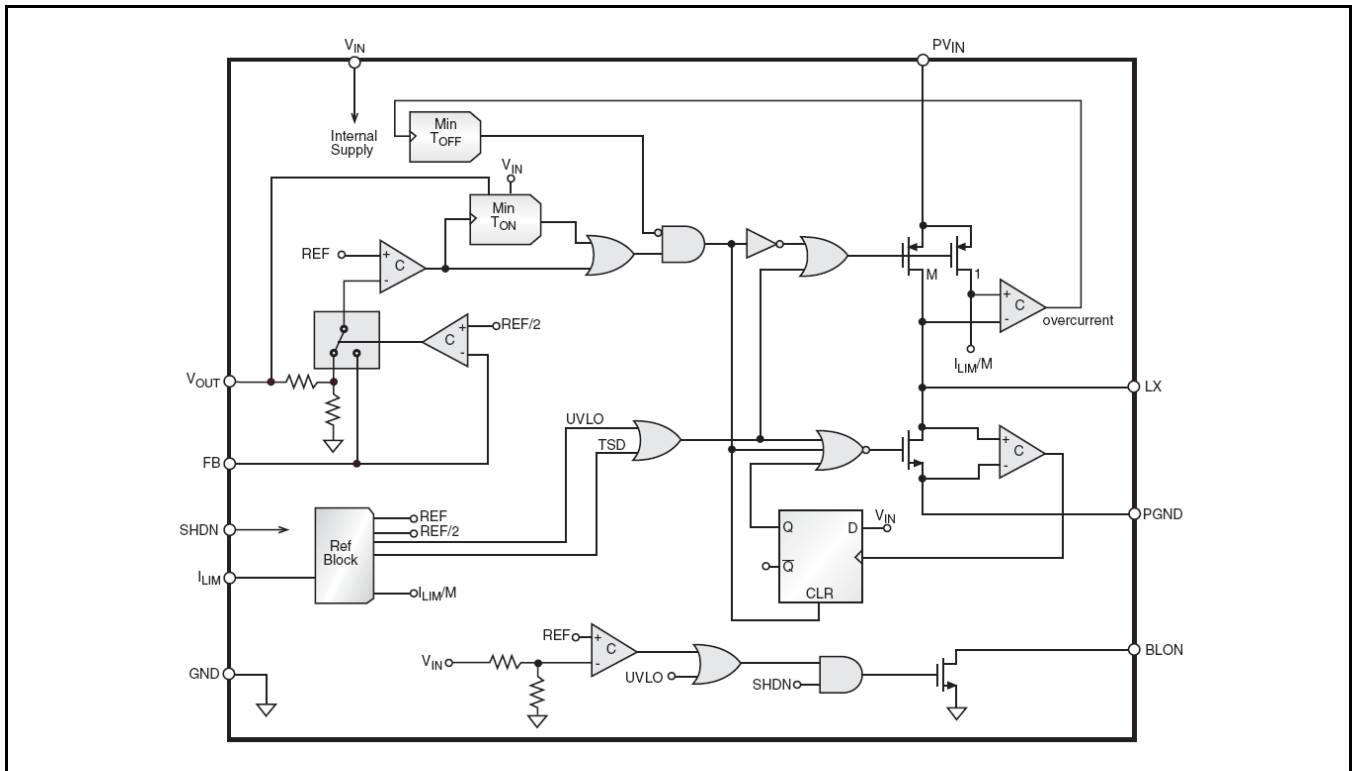 VIN
PVIN
Internal
Supply
Min
TOFF
VIN
Min
TON
REF
+
C
-
M
1
+
C
-
overcurrent
ILIM/M
+
C
-
REF/2
VOUT
LX
UVLO
TSD
+
C
-
FB
SHDN
Ref
Block
REF
REF/2
ILIM/M
ILIM
Q
D
VIN
Q̅
CLR
PGND
REF
+
C
-
VIN
UVLO
SHDN
BLON
GND